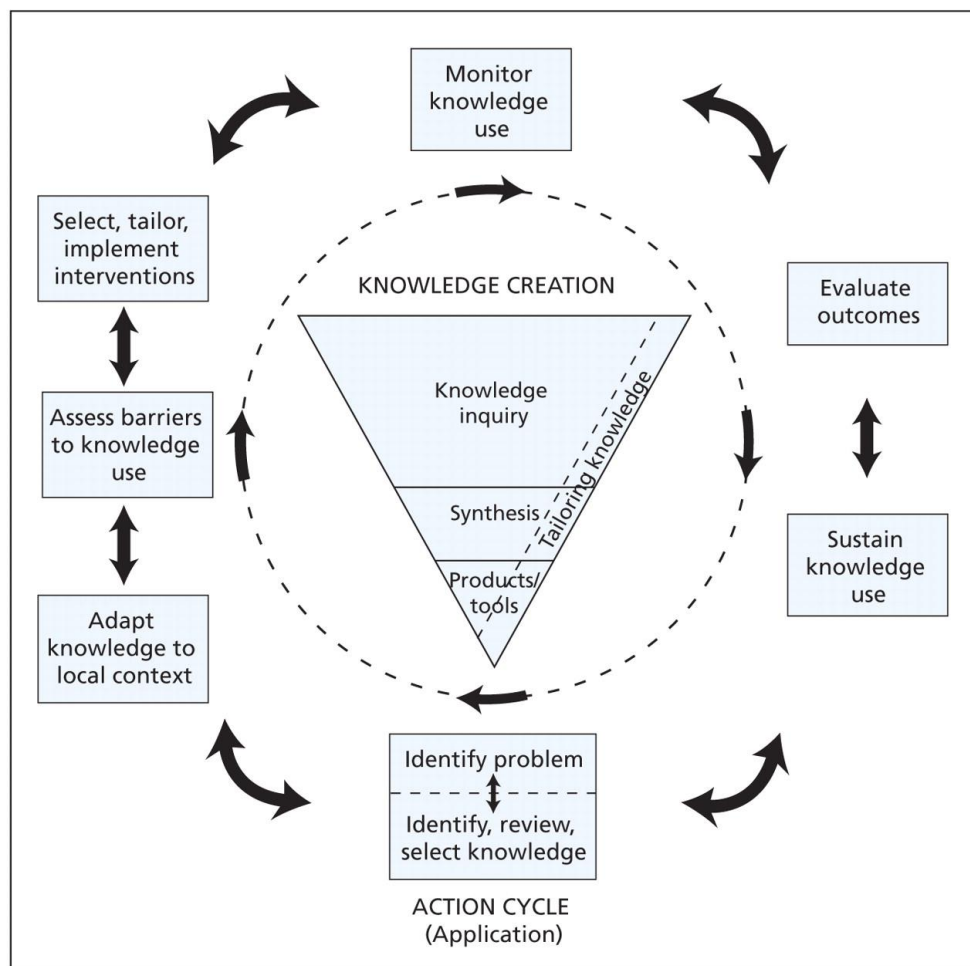 Monitor
knowledge
use
Select, tailor,
implement
interventions
KNOWLEDGE CREATION
Evaluate
outcomes
Knowledge
inquiry
Tailoring knowledge
Assess barriers
to knowledge
use
Synthesis
Products/
tools
Sustain
knowledge
use
Adapt
knowledge to
local context
Identify problem
Identify, review,
select knowledge
ACTION CYCLE
(Application)